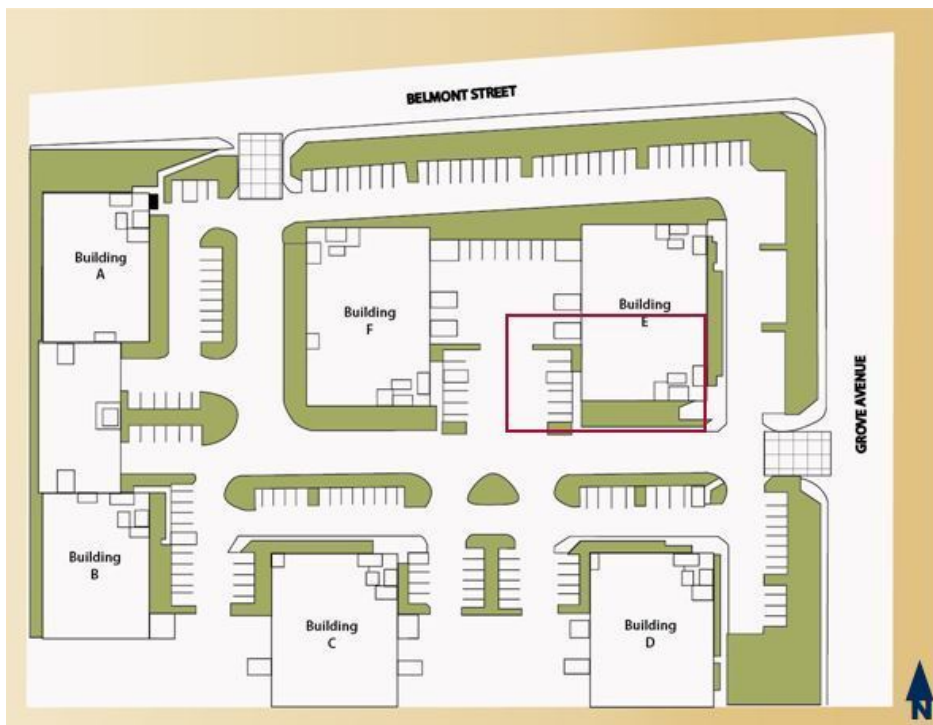 BELMONT STREET
Building
A
Building
F
Building
E
GROVE AVENUE
Building
B
Building
C
Building
D
N